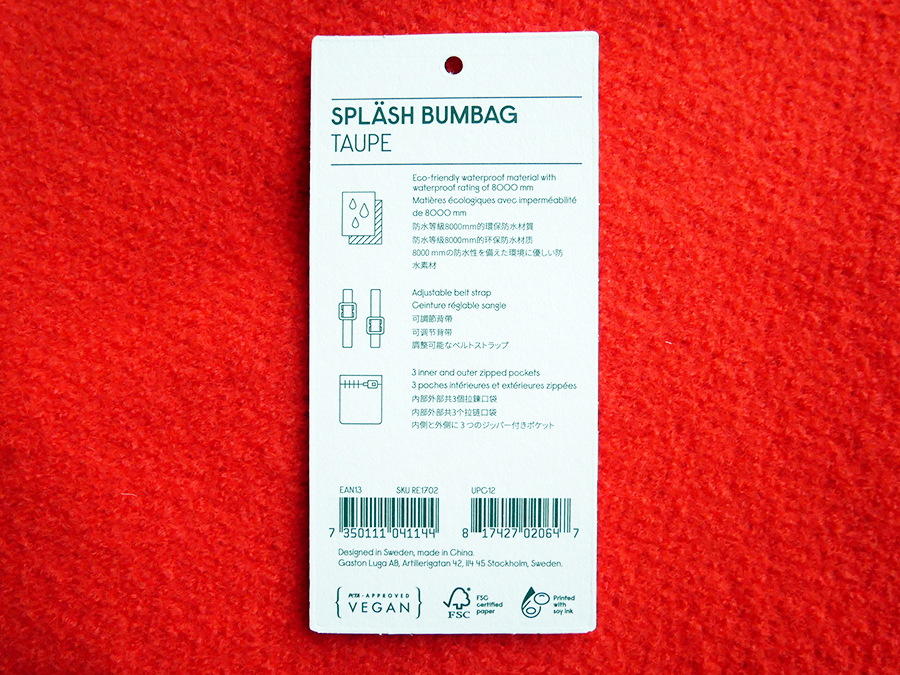 SPLÄSH BUMBAG
TAUPE
Eco-friendly waterproof material with
waterproof rating of 8000 mm
Matières écologiques avec imperméabilité
de 8000 mm
防水等級8000mm的環保防水材質
防水等级8000mm的环保防水材质
8000 mmの防水性を備えた環境に優しい防
水素材
Adjustable belt strap
Ceinture réglable sangle
可調節背帶
可调节背带
調整可能なベルトストラップ
3 inner and outer zipped pockets
3 poches intérieures et extérieures zippées
內部外部共3個拉鍊口袋
内部外部共3个拉链口袋
内側と外側に3つのジッパー付きポケット
EAN13 SKU RE1702 UPC12
7 350111 041144 8 17427 02064 7
Designed in Sweden, made in China.
Gaston Luga AB, Artillerigatan 42, 114 45 Stockholm, Sweden.
PETA - APPROVED
VEGAN
FSC
FSC
certified
paper
Printed
with
soy ink